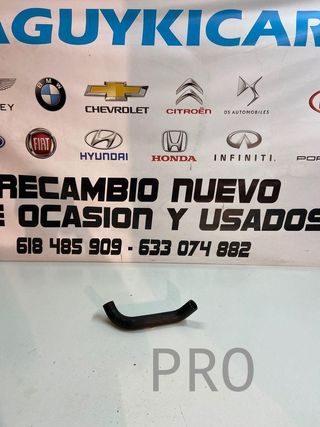 AGUYKICAR
BMW
CHEVROLET
CITROËN
DS AUTOMOBILES
FIAT
HYUNDAI
HONDA
INFINITI.
RECAMBIO NUEVO
E OCASION Y USADOS
618 485 909 - 633 074 882
PRO